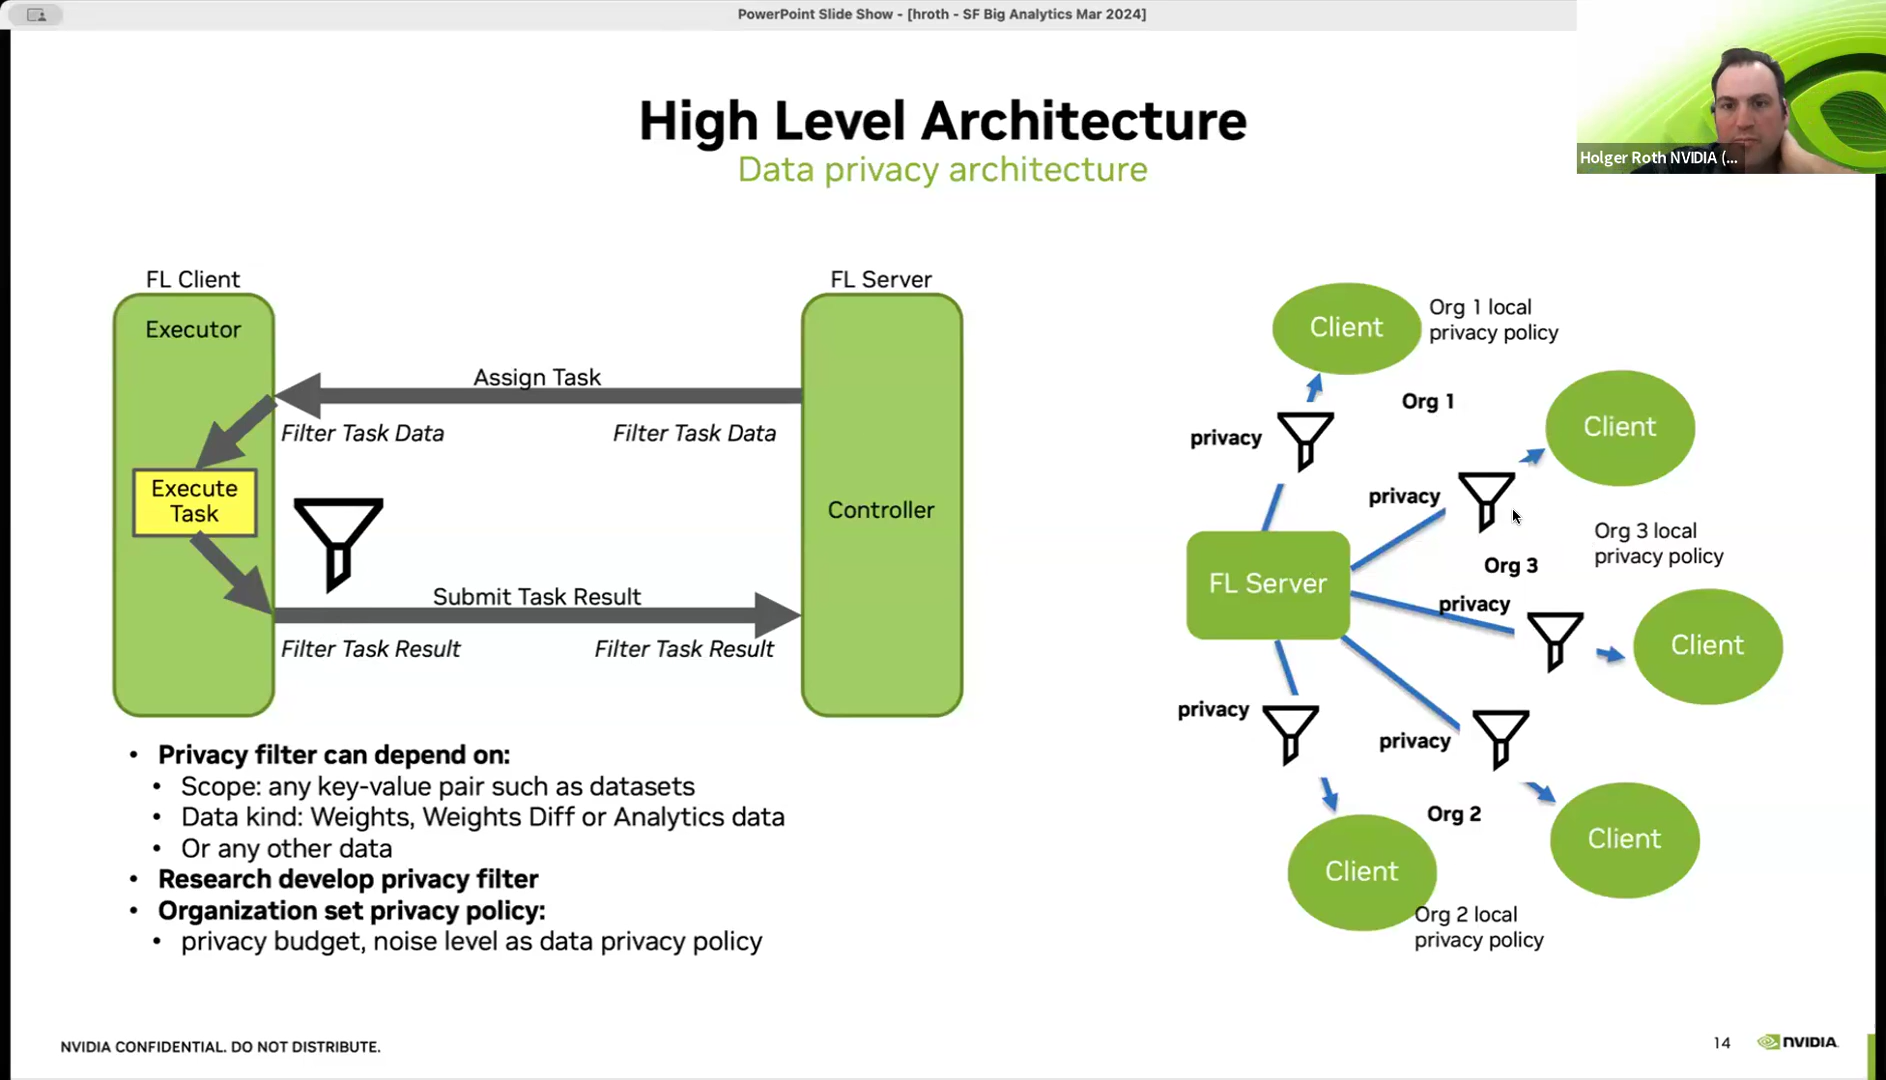 PowerPoint Slide Show - [hroth - SF Big Analytics Mar 2024]
Holger Roth NVIDIA (...
High Level Architecture
Data privacy architecture
FL Client
FL Server
Executor
Assign Task
Filter Task Data
Filter Task Data
Execute
Task
Controller
Submit Task Result
Filter Task Result
Filter Task Result
• Privacy filter can depend on:
• Scope: any key-value pair such as datasets
• Data kind: Weights, Weights Diff or Analytics data
• Or any other data
• Research develop privacy filter
• Organization set privacy policy:
• privacy budget, noise level as data privacy policy
Client
Org 1 local
privacy policy
Org 1
Client
privacy
privacy
Org 3 local
privacy policy
Org 3
FL Server
privacy
Client
privacy
privacy
Org 2
Client
Client
Org 2 local
privacy policy
NVIDIA CONFIDENTIAL. DO NOT DISTRIBUTE.
14
NVIDIA